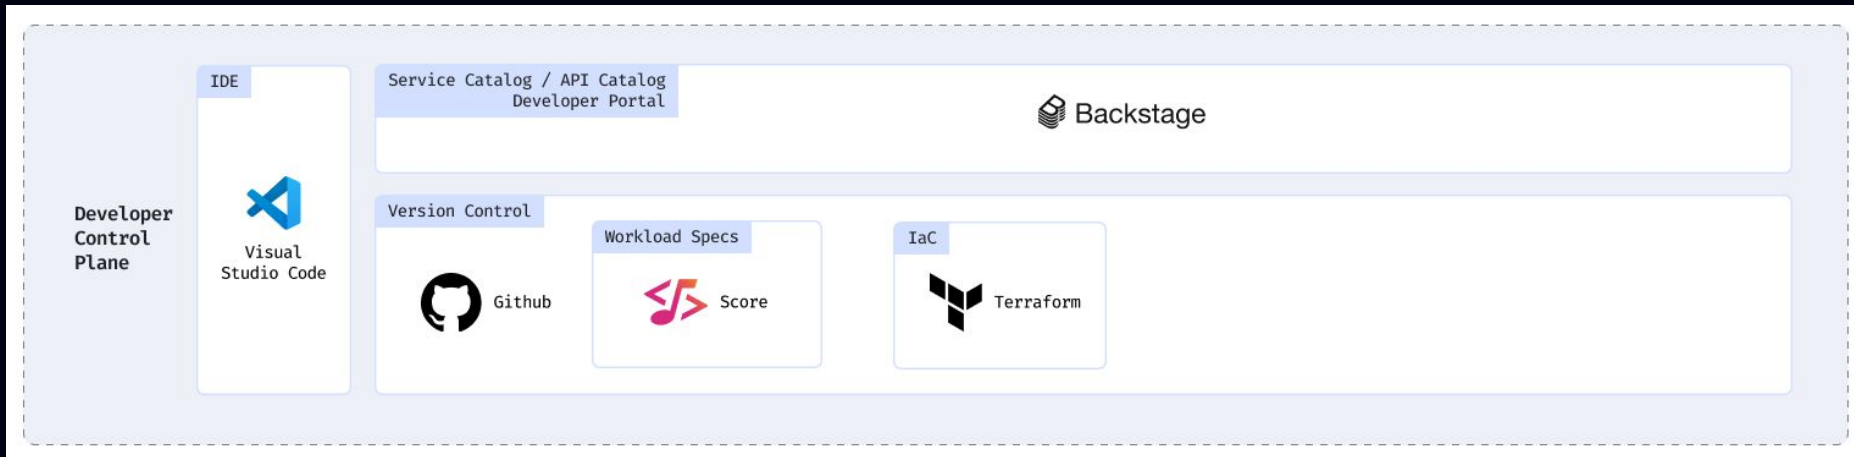 Developer
Control
Plane
IDE
Visual
Studio Code
Service Catalog / API Catalog
Developer Portal
Backstage
Version Control
Github
Workload Specs
Score
IaC
Terraform